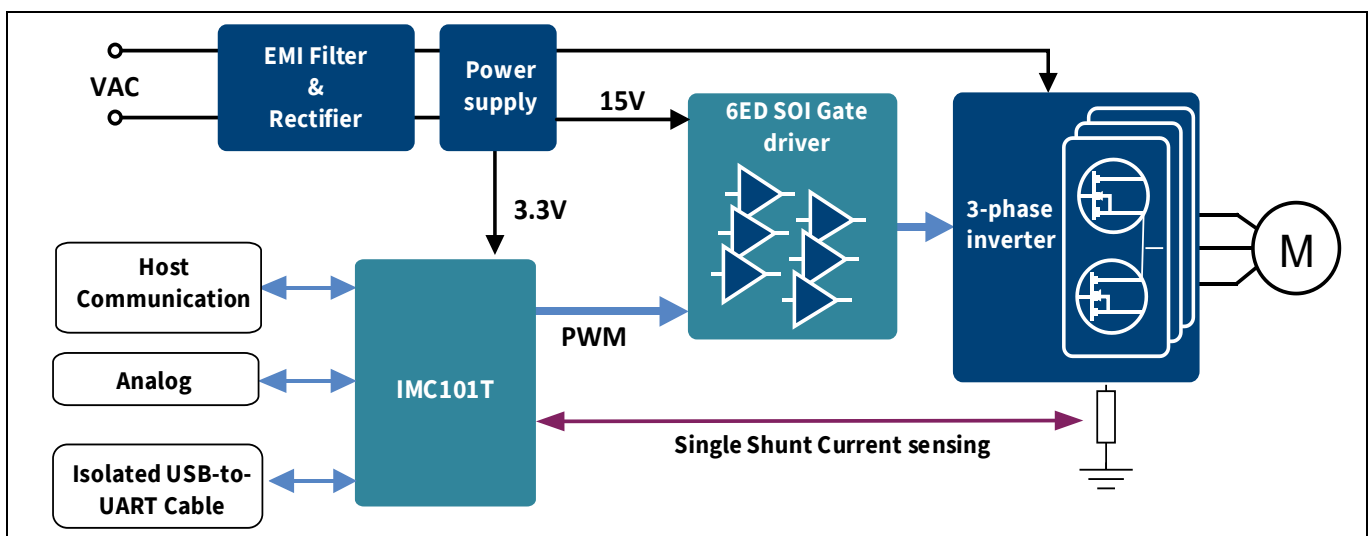 VAC
EMI Filter
&
Rectifier
Power
supply
15V
3.3V
6ED SOI Gate
driver
3-phase
inverter
M
Host
Communication
Analog
Isolated USB-to-
UART Cable
IMC101T
PWM
Single Shunt Current sensing